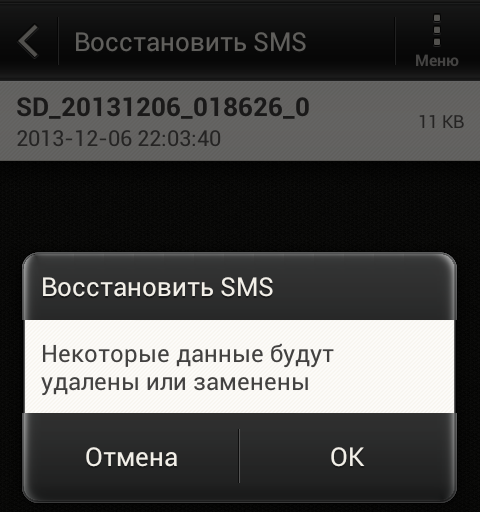 Восстановить SMS
Меню
SD_20131206_018626_0
11 KB
2013-12-06 22:03:40
Восстановить SMS
Некоторые данные будут
удалены или заменены
Отмена
OK